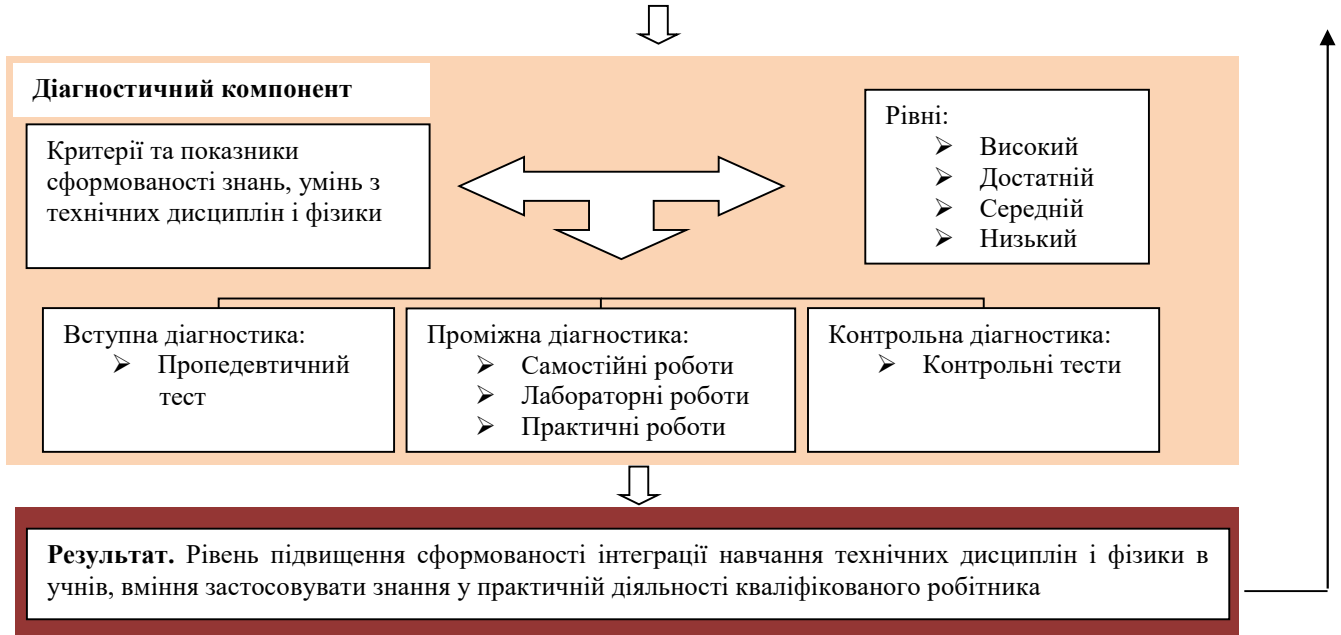 Діагностичний компонент
Критерії та показники
сформованості знань, умінь з
технічних дисциплін і фізики
Рівні:
➢ Високий
➢ Достатній
➢ Середній
➢ Низький
Вступна діагностика:
➢ Пропедевтичний
тест
Проміжна діагностика:
➢ Самостійні роботи
➢ Лабораторні роботи
➢ Практичні роботи
Контрольна діагностика:
➢ Контрольні тести
Результат. Рівень підвищення сформованості інтеграції навчання технічних дисциплін і фізики в
учнів, вміння застосовувати знання у практичній діяльності кваліфікованого робітника